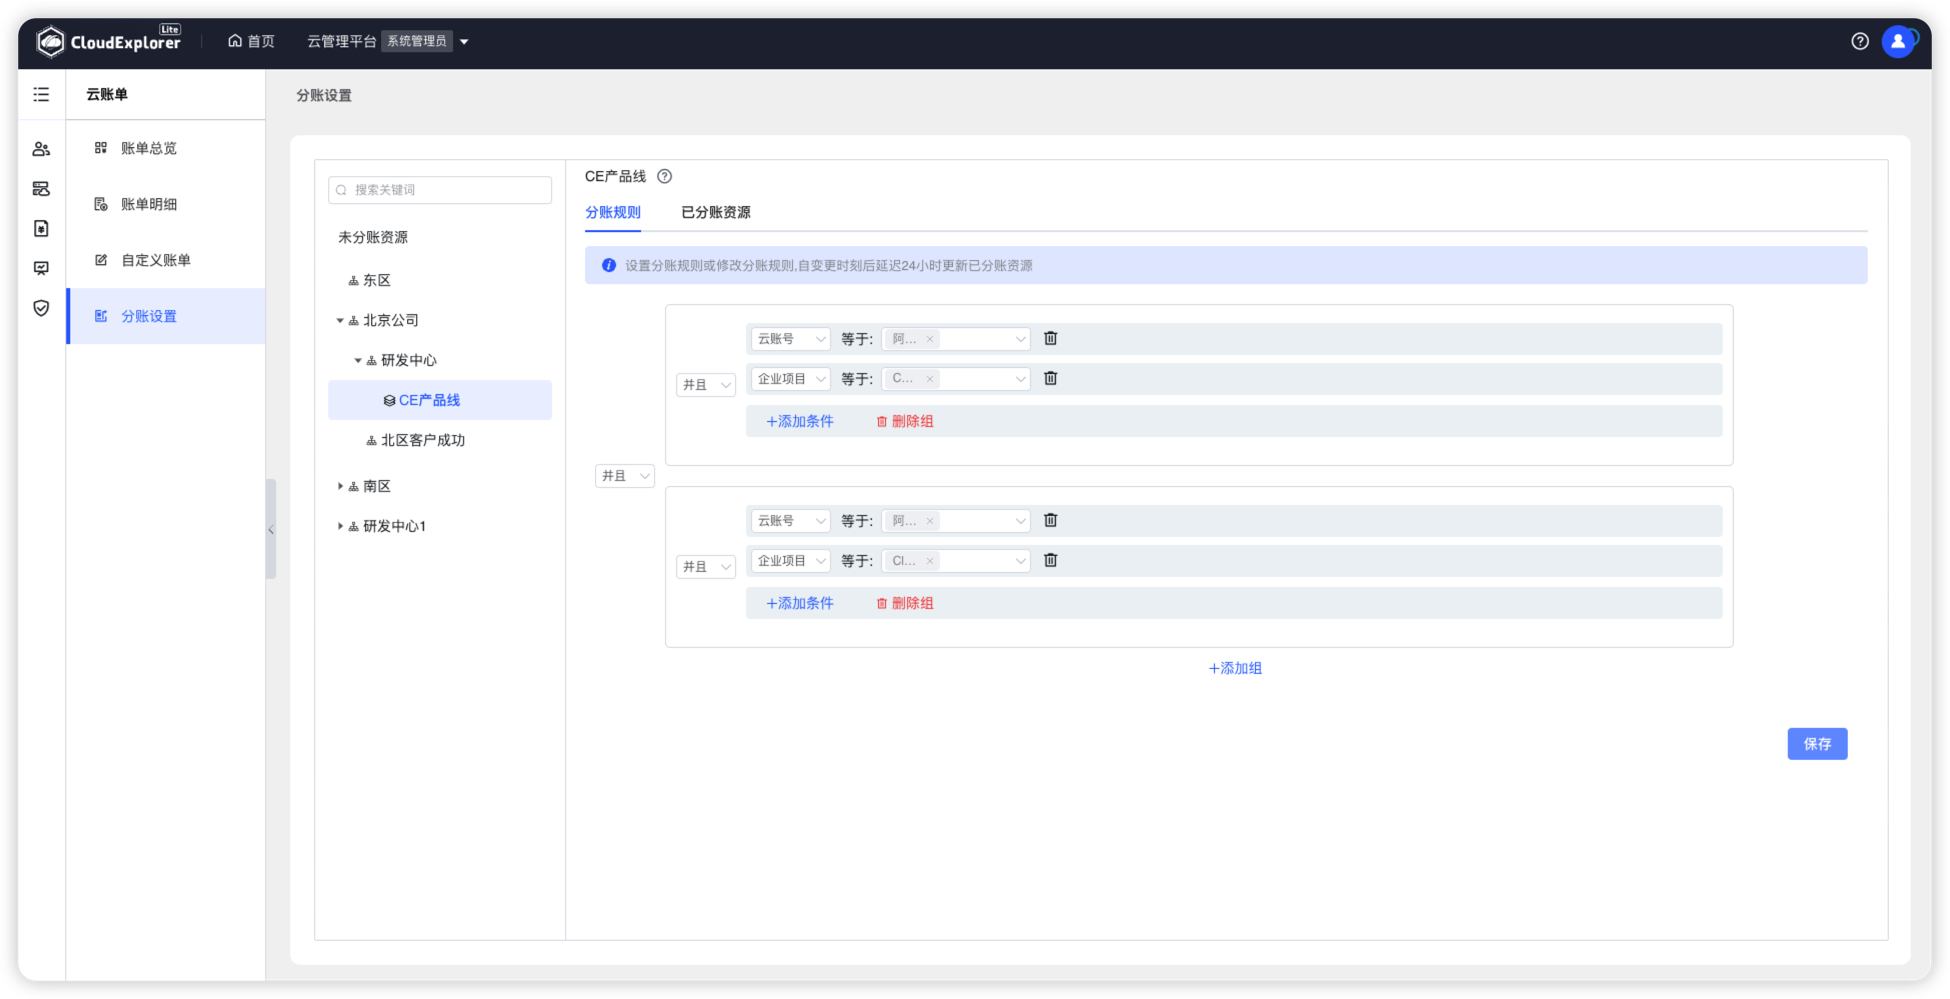 CloudExplorer Lite
首页
云管理平台 系统管理员
云账单
账单总览
账单明细
自定义账单
分账设置
分账设置
搜索关键词
未分账资源
东区
北京公司
研发中心
CE产品线
北区客户成功
南区
研发中心1
CE产品线
分账规则 已分账资源
设置分账规则或修改分账规则,自变更时刻后延迟24小时更新已分账资源
并且
并且
云账号 等于: 阿...
企业项目 等于: C...
+添加条件 删除组
并且
云账号 等于: 阿...
企业项目 等于: Cl...
+添加条件 删除组
+添加组
保存